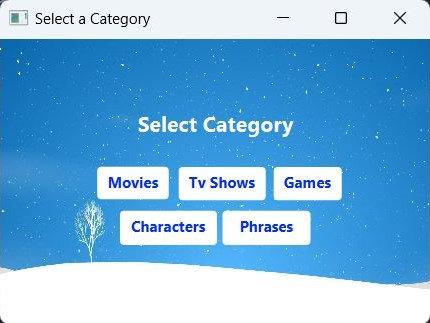 Select a Category
Select Category
Movies Tv Shows Games
Characters Phrases